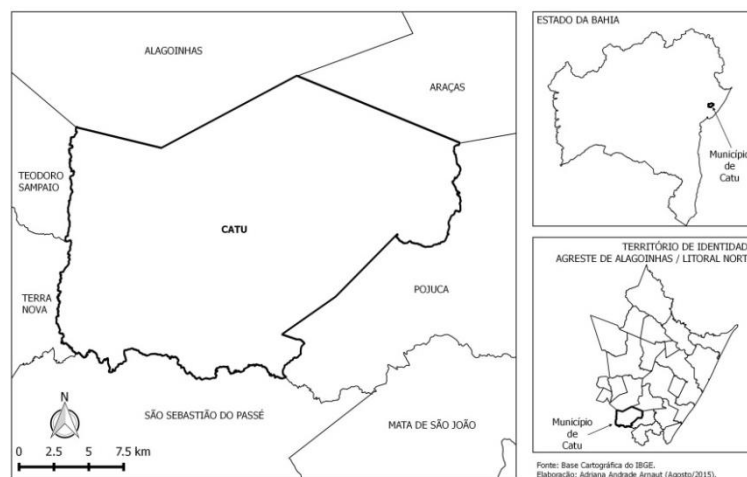 ALAGOINHAS
ARAÇAS
TEODORO
SAMPAIO
CATU
TERRA
NOVA
POJUCA
SÃO SEBASTIÃO DO PASSÉ
MATA DE SÃO JOÃO
N
0 2.5 5 7.5 km
ESTADO DA BAHIA
Município
de
Catu
TERRITÓRIO DE IDENTIDAD
AGRESTE DE ALAGOINHAS / LITORAL NORT
Município
de
Catu
Fonte: Base Cartográfica do IBGE.
Elaboração: Adriana Andrade Arnaut (Agosto/2015).